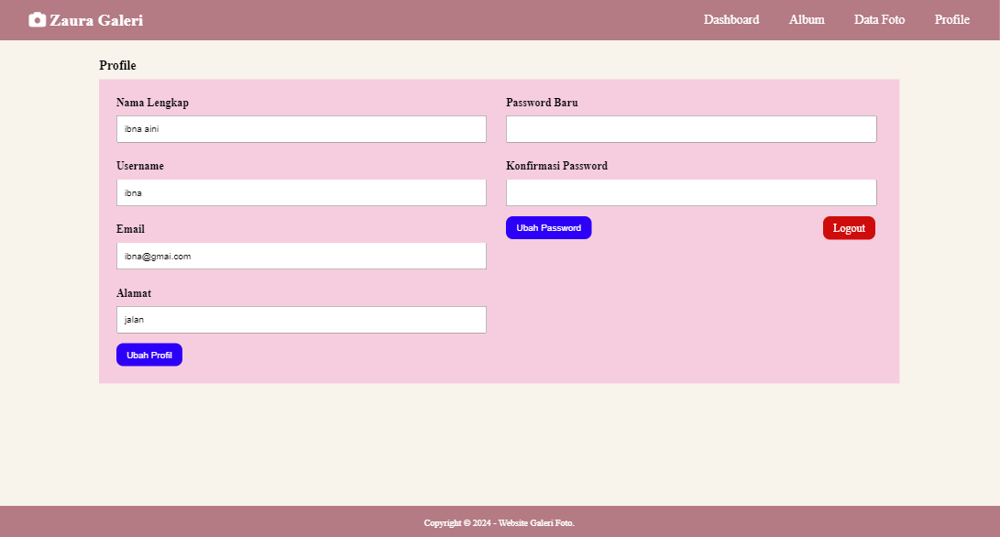 Zaura Galeri
Dashboard Album Data Foto Profile
Profile
Nama Lengkap
ibna aini
Username
ibna
Email
ibna@gmai.com
Alamat
jalan
Ubah Profil
Password Baru
Konfirmasi Password
Ubah Password
Logout
Copyright © 2024 - Website Galeri Foto.